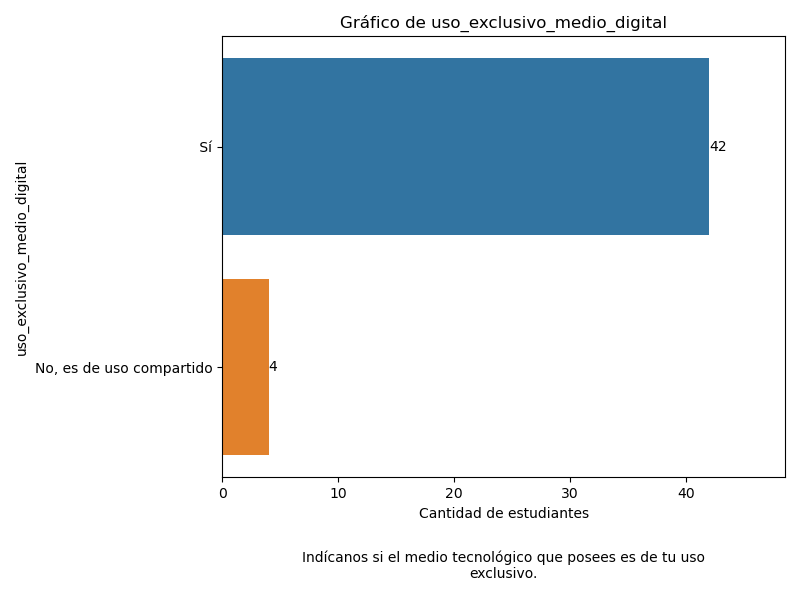 Gráfico de uso_exclusivo_medio_digital
uso_exclusivo_medio_digital
Sí
42
No, es de uso compartido
4
0 10 20 30 40
Cantidad de estudiantes
Indícanos si el medio tecnológico que posees es de tu uso
exclusivo.